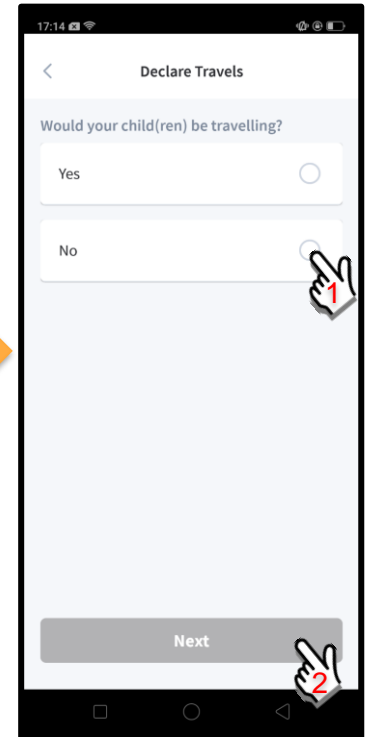 17:14
Declare Travels
Would your child(ren) be travelling?
Yes
No
1
Next
2